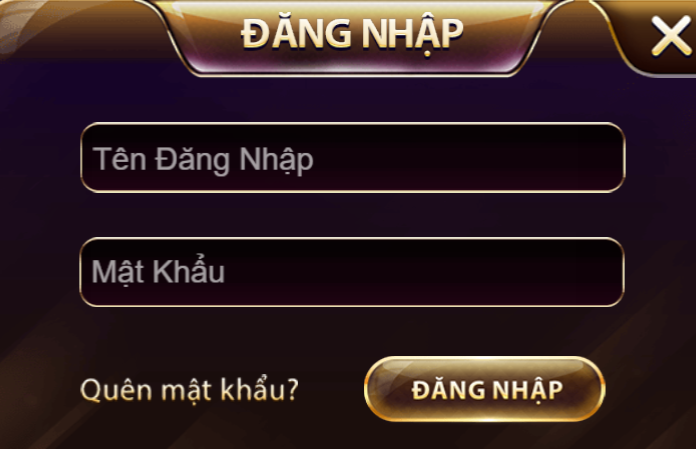 ĐĂNG NHẬP
Tên Đăng Nhập
Mật Khẩu
Quên mật khẩu?
ĐĂNG NHẬP